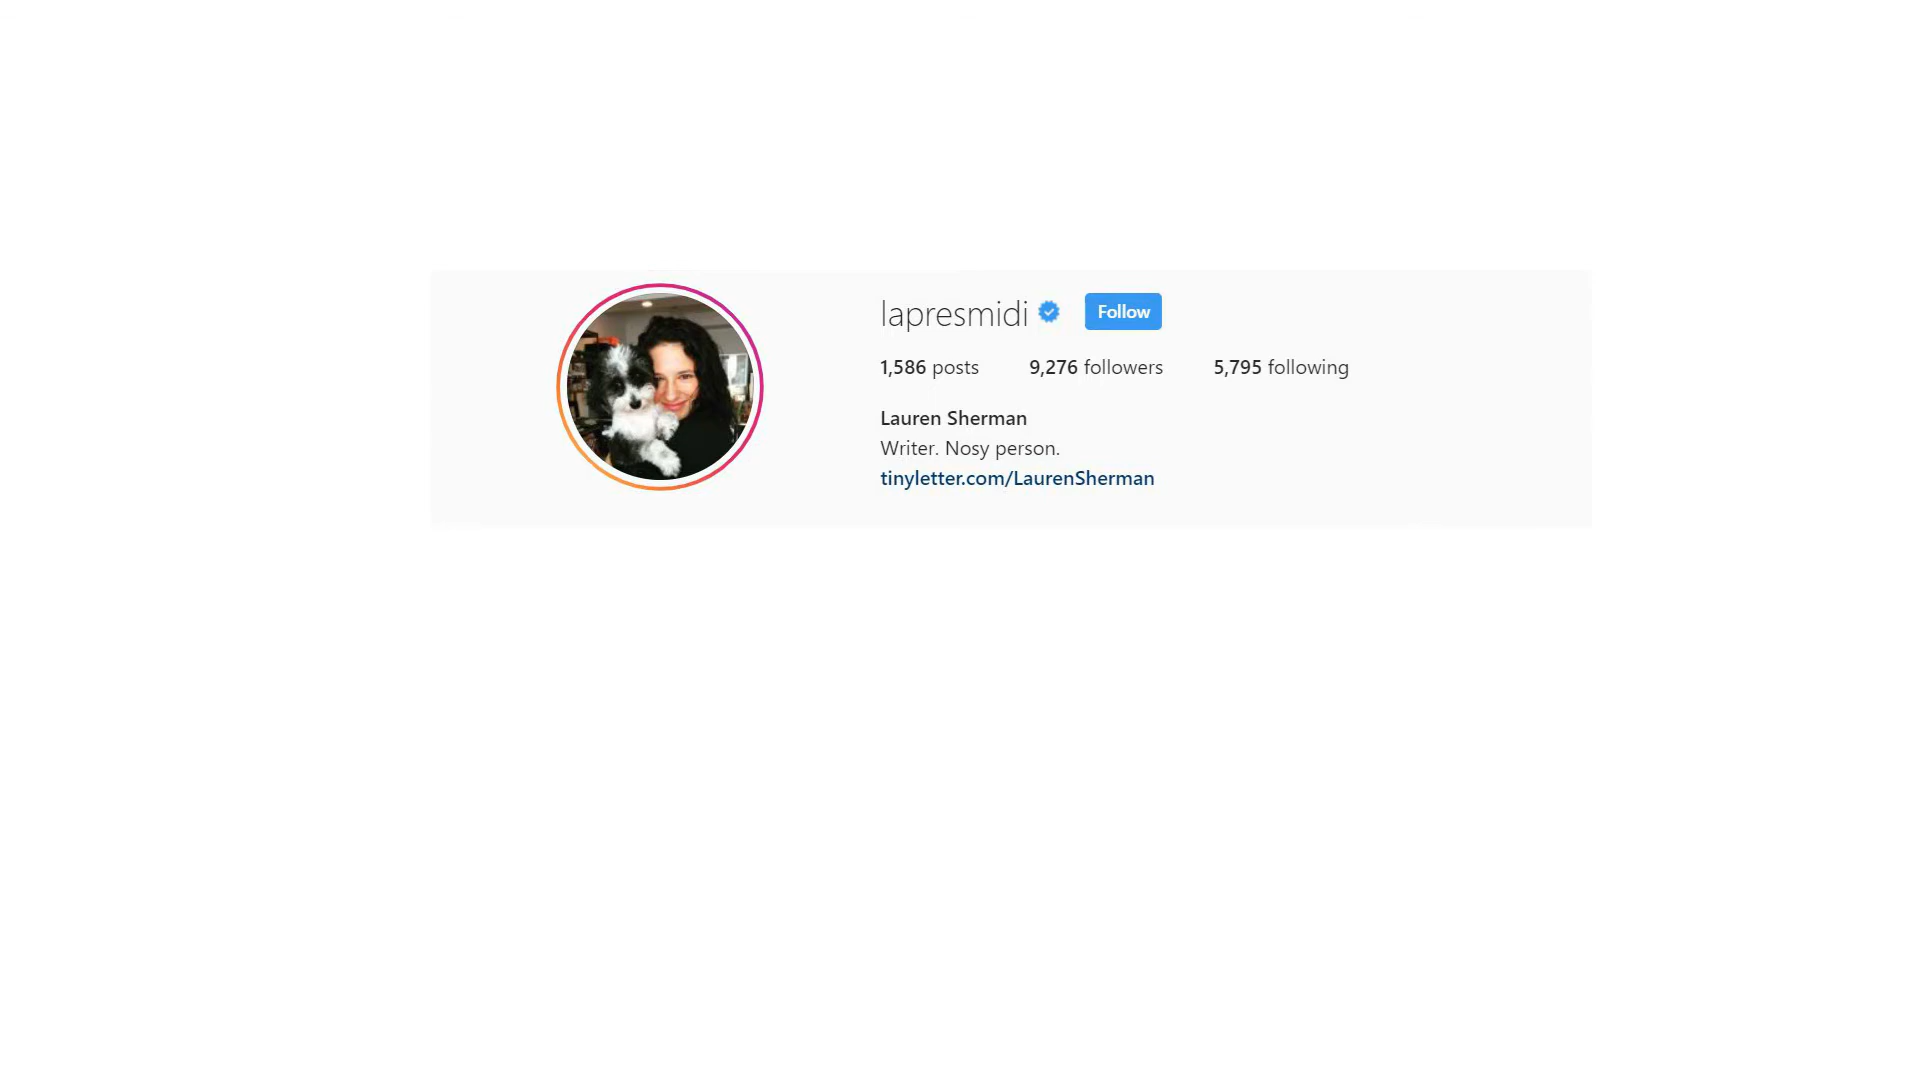 lapresmidi Follow
1,586 posts 9,276 followers 5,795 following
Lauren Sherman
Writer. Nosy person.
tinyletter.com/LaurenSherman